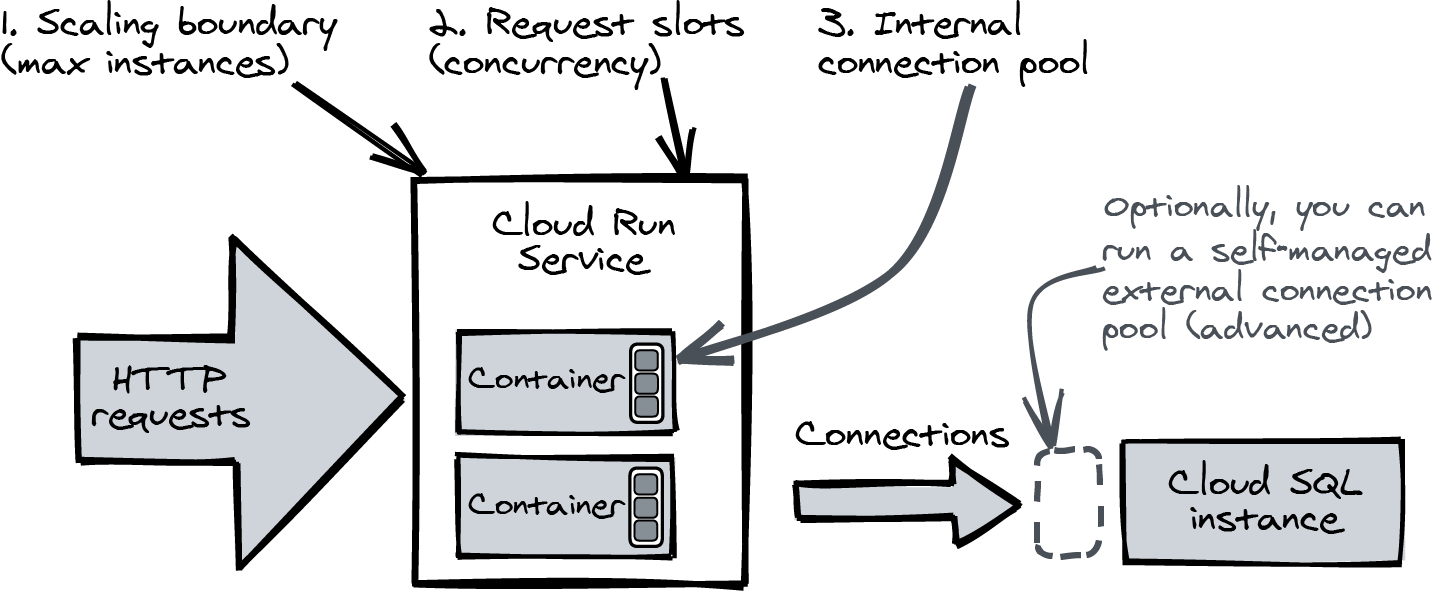 1. Scaling boundary
(max instances)
2. Request slots
(concurrency)
3. Internal
connection pool
Optionally, you can
run a self-managed
external connection
pool (advanced)
Cloud Run
Service
HTTP
requests
Container
Container
Connections
Cloud SQL
instance